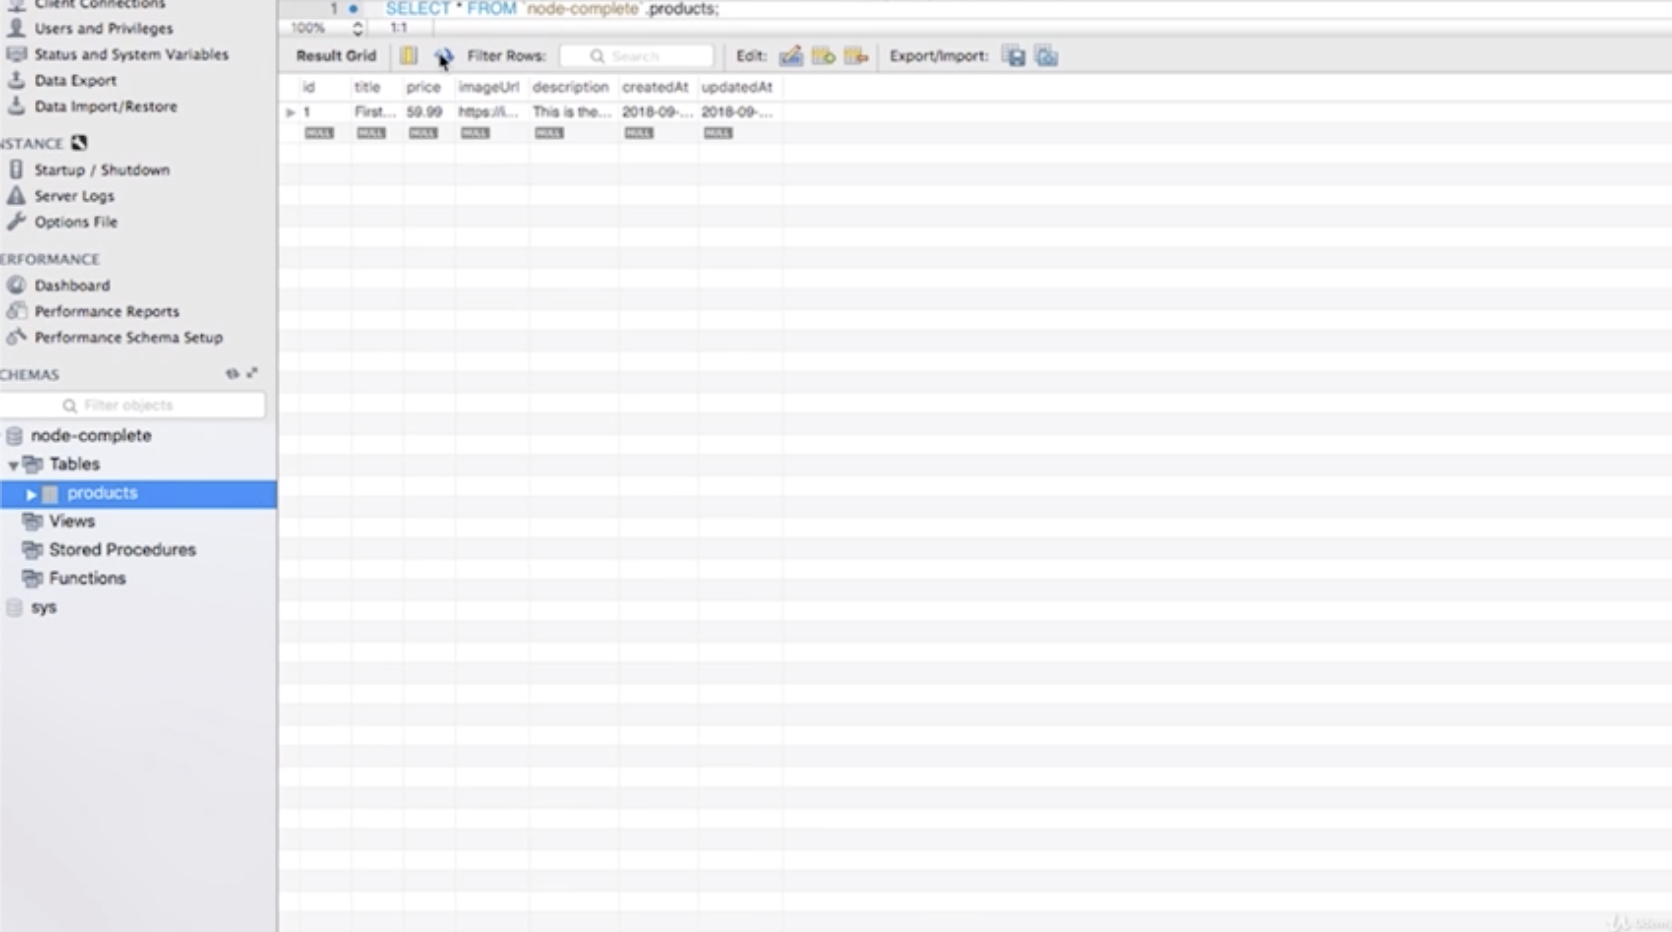 Client Connections
Users and Privileges
Status and System Variables
Data Export
Data Import/Restore
NSTANCE
Startup / Shutdown
Server Logs
Options File
ERFORMANCE
Dashboard
Performance Reports
Performance Schema Setup
CHEMAS
Filter objects
node-complete
Tables
products
Views
Stored Procedures
Functions
sys
1 SELECT * FROM `node-complete`.products;
100% 1:1
Result Grid Filter Rows: Search Edit: Export/Import:
id title price imageUrl description createdAt updatedAt
1 First... 59.99 https://i... This is the... 2018-09-... 2018-09-...
NULL NULL NULL NULL NULL NULL NULL